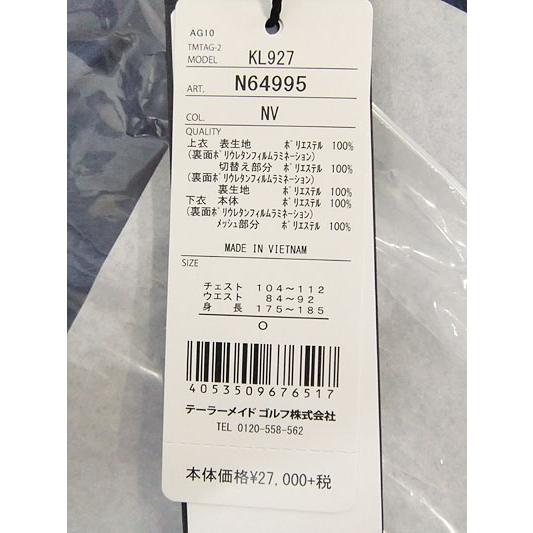 AG10
TMTAG-2
MODEL KL927
ART, N64995
COL. NV
QUALITY
上衣 表生地 ポリエステル 100%
(裏面ポリウレタンフィルムラミネーション)
切替え部分 ポリエステル 100%
(裏面ポリウレタンフィルムラミネーション)
裏生地 ポリエステル 100%
下衣 本体 ポリエステル 100%
(裏面ポリウレタンフィルムラミネーション)
メッシュ部分 ポリエステル 100%
MADE IN VIETNAM
SIZE
チェスト 104~112
ウエスト 84~92
身長 175~185
O
4053509676517
テーラーメイド ゴルフ株式会社
TEL 0120-558-562
本体価格¥27,000+税